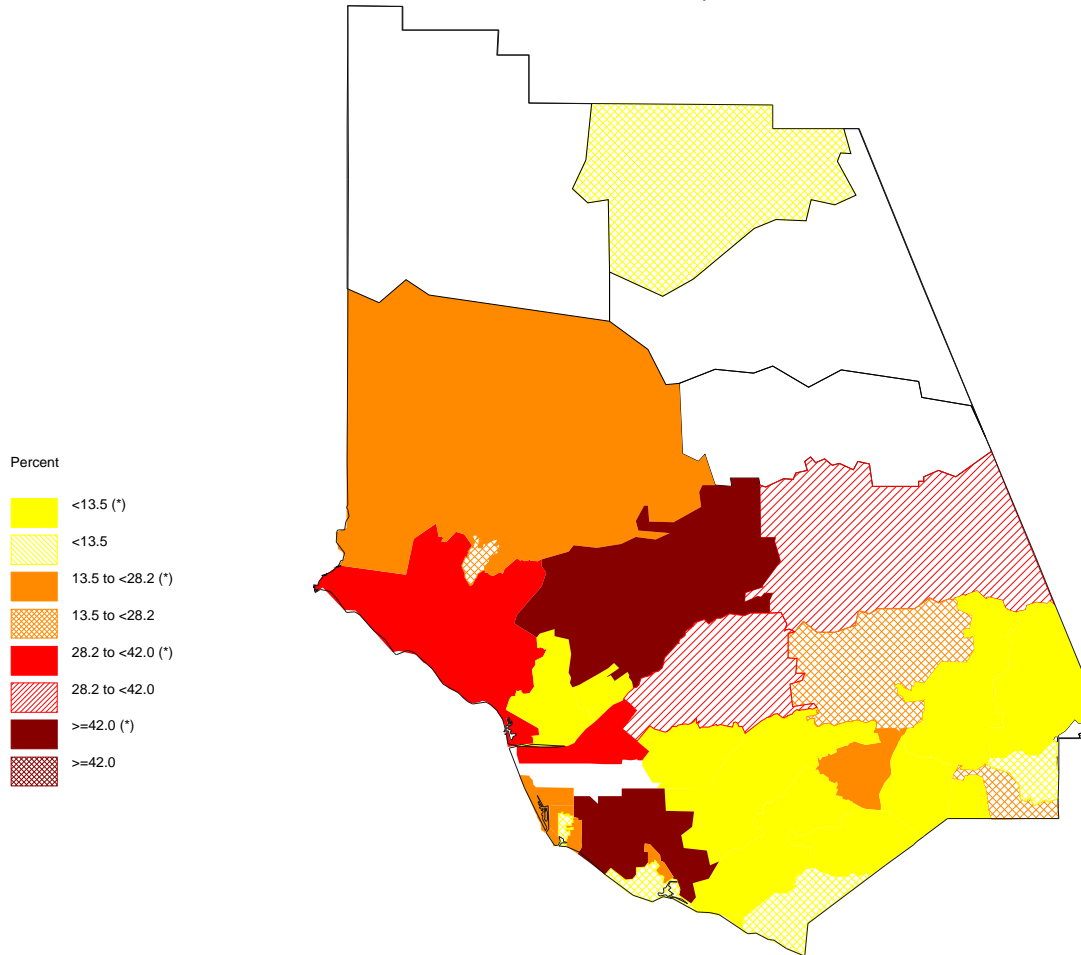 Percent
<13.5 (*)
<13.5
13.5 to <28.2 (*)
13.5 to <28.2
28.2 to <42.0 (*)
28.2 to <42.0
>=42.0 (*)
>=42.0